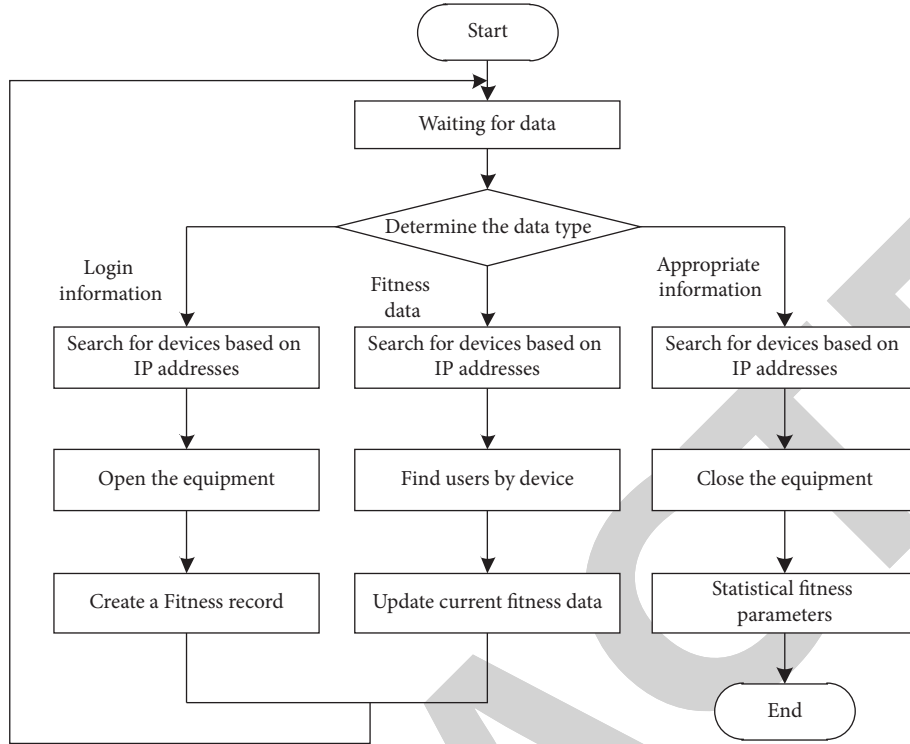 Start
Waiting for data
Determine the data type
Login
information
Fitness
data
Appropriate
information
Search for devices based on
IP addresses
Search for devices based on
IP addresses
Search for devices based on
IP addresses
Open the equipment
Find users by device
Close the equipment
Create a Fitness record
Update current fitness data
Statistical fitness
parameters
End